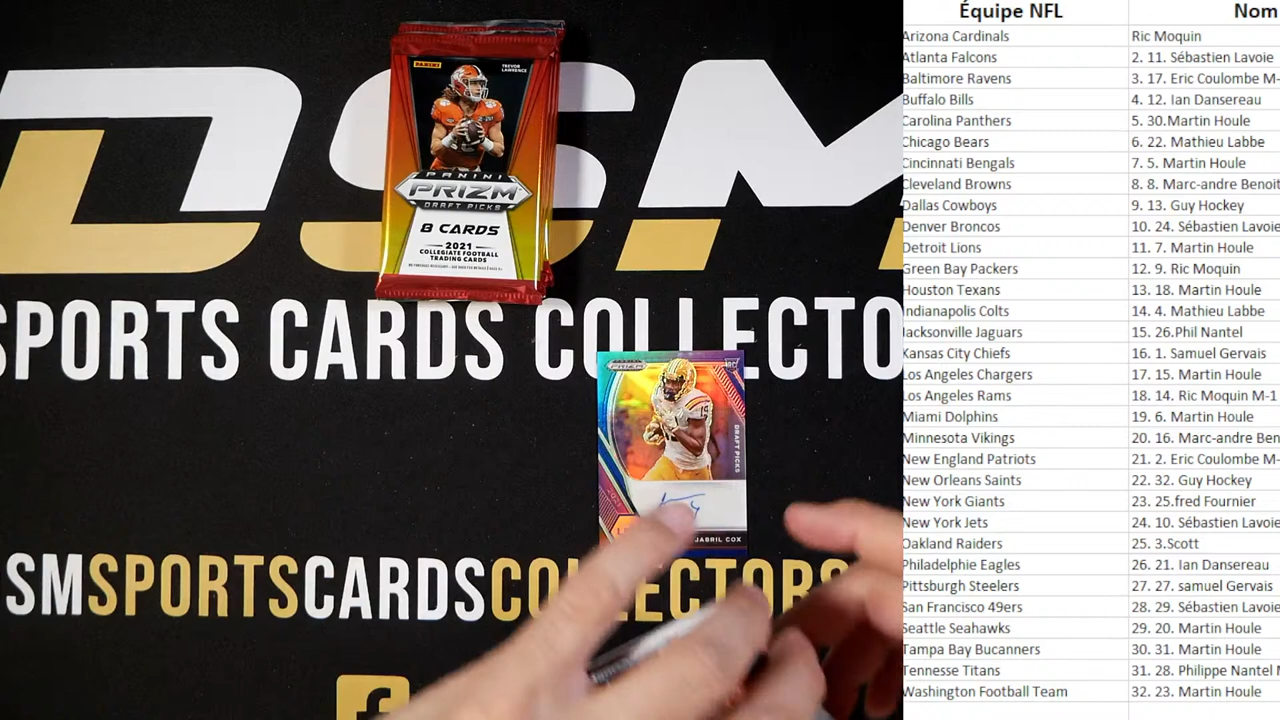 DSM
SPORTS CARDS COLLECTO
DSMSPORTSCARDSCOLLECTORS
PANINI
TREVOR
LAWRENCE
PANINI
PRIZM
DRAFT PICKS
8 CARDS
2021
COLLEGIATE FOOTBALL
TRADING CARDS
PRIZM
RC
DRAFT PICKS
JABRIL COX
Équipe NFL Nom
Arizona Cardinals Ric Moquin
Atlanta Falcons 2. 11. Sébastien Lavoie
Baltimore Ravens 3. 17. Eric Coulombe M-
Buffalo Bills 4. 12. Ian Dansereau
Carolina Panthers 5. 30.Martin Houle
Chicago Bears 6. 22. Mathieu Labbe
Cincinnati Bengals 7. 5. Martin Houle
Cleveland Browns 8. 8. Marc-andre Benoit
Dallas Cowboys 9. 13. Guy Hockey
Denver Broncos 10. 24. Sébastien Lavoie
Detroit Lions 11. 7. Martin Houle
Green Bay Packers 12. 9. Ric Moquin
Houston Texans 13. 18. Martin Houle
Indianapolis Colts 14. 4. Mathieu Labbe
Jacksonville Jaguars 15. 26.Phil Nantel
Kansas City Chiefs 16. 1. Samuel Gervais
Los Angeles Chargers 17. 15. Martin Houle
Los Angeles Rams 18. 14. Ric Moquin M-1
Miami Dolphins 19. 6. Martin Houle
Minnesota Vikings 20. 16. Marc-andre Ben
New England Patriots 21. 2. Eric Coulombe M-
New Orleans Saints 22. 32. Guy Hockey
New York Giants 23. 25.fred Fournier
New York Jets 24. 10. Sébastien Lavoie
Oakland Raiders 25. 3.Scott
Philadelphie Eagles 26. 21. Ian Dansereau
Pittsburgh Steelers 27. 27. samuel Gervais
San Francisco 49ers 28. 29. Sébastien Lavoie
Seattle Seahawks 29. 20. Martin Houle
Tampa Bay Bucanners 30. 31. Martin Houle
Tennesse Titans 31. 28. Philippe Nantel M
Washington Football Team 32. 23. Martin Houle